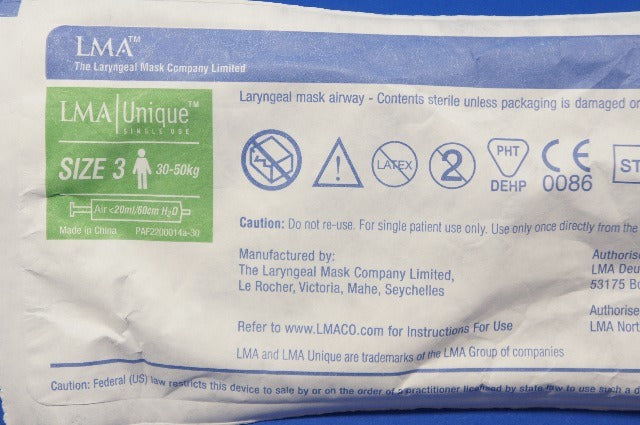 LMA™
The Laryngeal Mask Company Limited
LMA Unique™
SINGLE USE
SIZE 3 30-50kg
Air <20ml/60cm H₂O
Made in China PAF2200014a-30
Laryngeal mask airway - Contents sterile unless packaging is damaged or
LATEX 2 PHT DEHP CE 0086 ST
Caution: Do not re-use. For single patient use only. Use only once directly from the
Manufactured by:
The Laryngeal Mask Company Limited,
Le Rocher, Victoria, Mahe, Seychelles
Authoris
LMA Deu
53175 Bo
Authorise
LMA Nort
Refer to www.LMACO.com for Instructions For Use
LMA and LMA Unique are trademarks of the LMA Group of companies
Caution: Federal (US) law restricts this device to sale by or on the order of a practitioner licensed by state law to use such a d